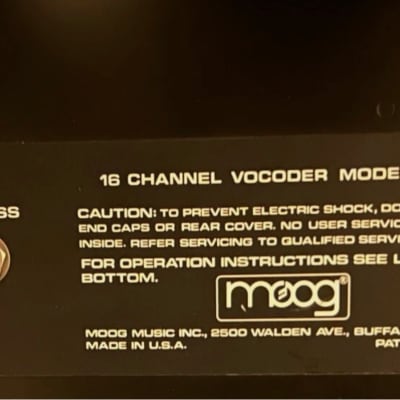 16 CHANNEL VOCODER MODE
SS
CAUTION: TO PREVENT ELECTRIC SHOCK, DO
END CAPS OR REAR COVER. NO USER SERVIC
INSIDE. REFER SERVICING TO QUALIFIED SERVI
FOR OPERATION INSTRUCTIONS SEE L
BOTTOM.
moog®
MOOG MUSIC INC., 2500 WALDEN AVE., BUFFA
MADE IN U.S.A. PAT